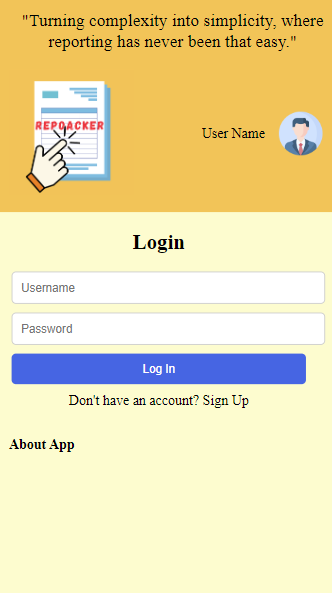 "Turning complexity into simplicity, where
reporting has never been that easy."
REPOACKER
User Name
Login
Username
Password
Log In
Don't have an account? Sign Up
About App